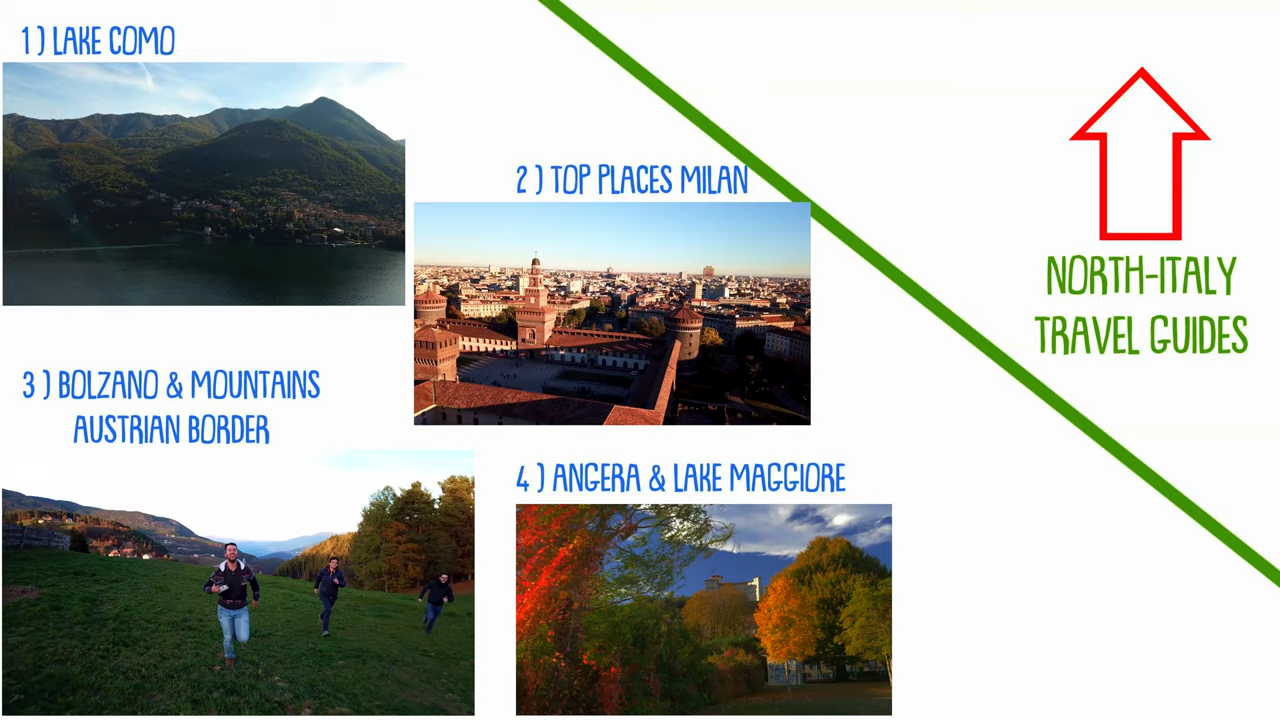 1 ) LAKE COMO
2 ) TOP PLACES MILAN
3 ) BOLZANO & MOUNTAINS
AUSTRIAN BORDER
4 ) ANGERA & LAKE MAGGIORE
NORTH-ITALY
TRAVEL GUIDES